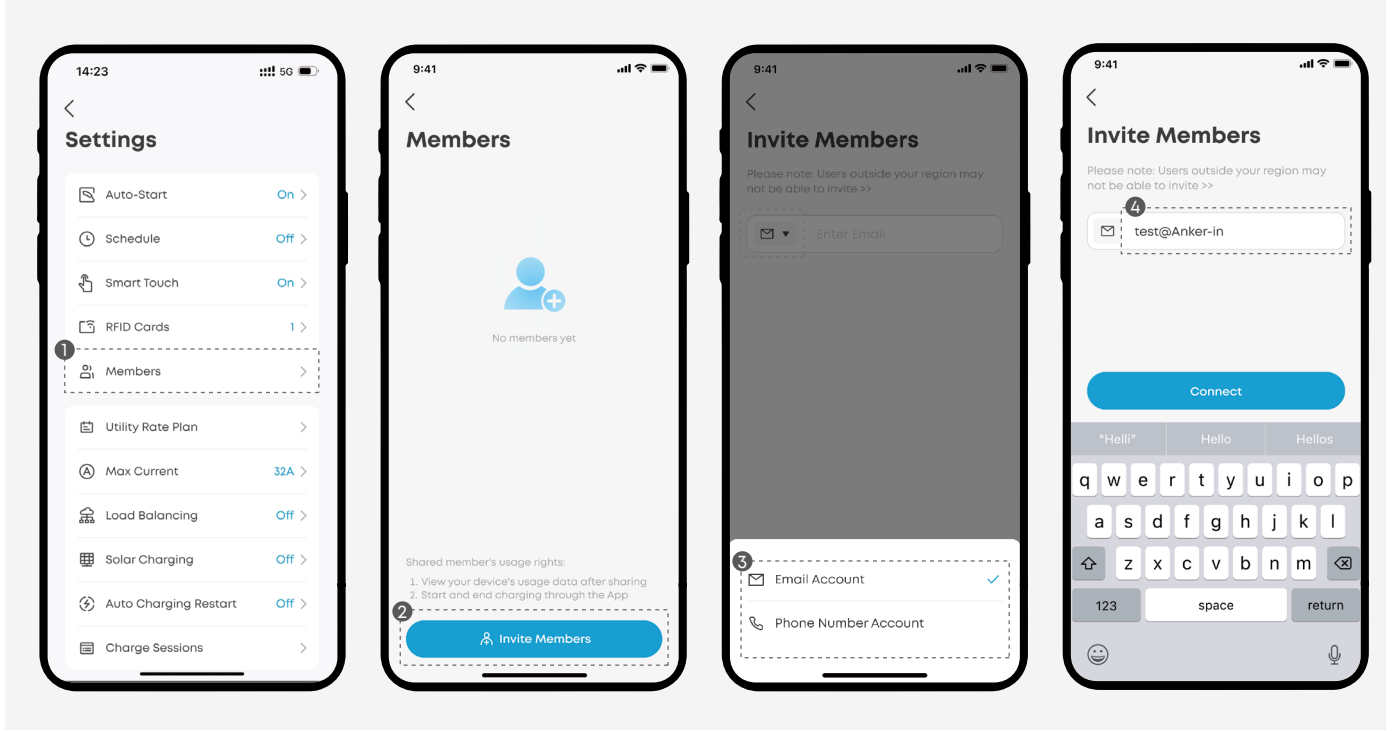 14:23
5G
Settings
Auto-Start On
Schedule Off
Smart Touch On
RFID Cards 1
1
Members
Utility Rate Plan
Max Current 32A
Load Balancing Off
Solar Charging Off
Auto Charging Restart Off
Charge Sessions
9:41
Members
No members yet
Shared member's usage rights:
1. View your device's usage data after sharing
2. Start and end charging through the App
2
Invite Members
9:41
Invite Members
Please note: Users outside your region may
not be able to invite >>
Enter Email
3
Email Account
Phone Number Account
9:41
Invite Members
Please note: Users outside your region may
not be able to invite >>
4
test@Anker-in
Connect
"Helli" Hello Hellos
q w e r t y u i o p
a s d f g h j k l
z x c v b n m
123 space return